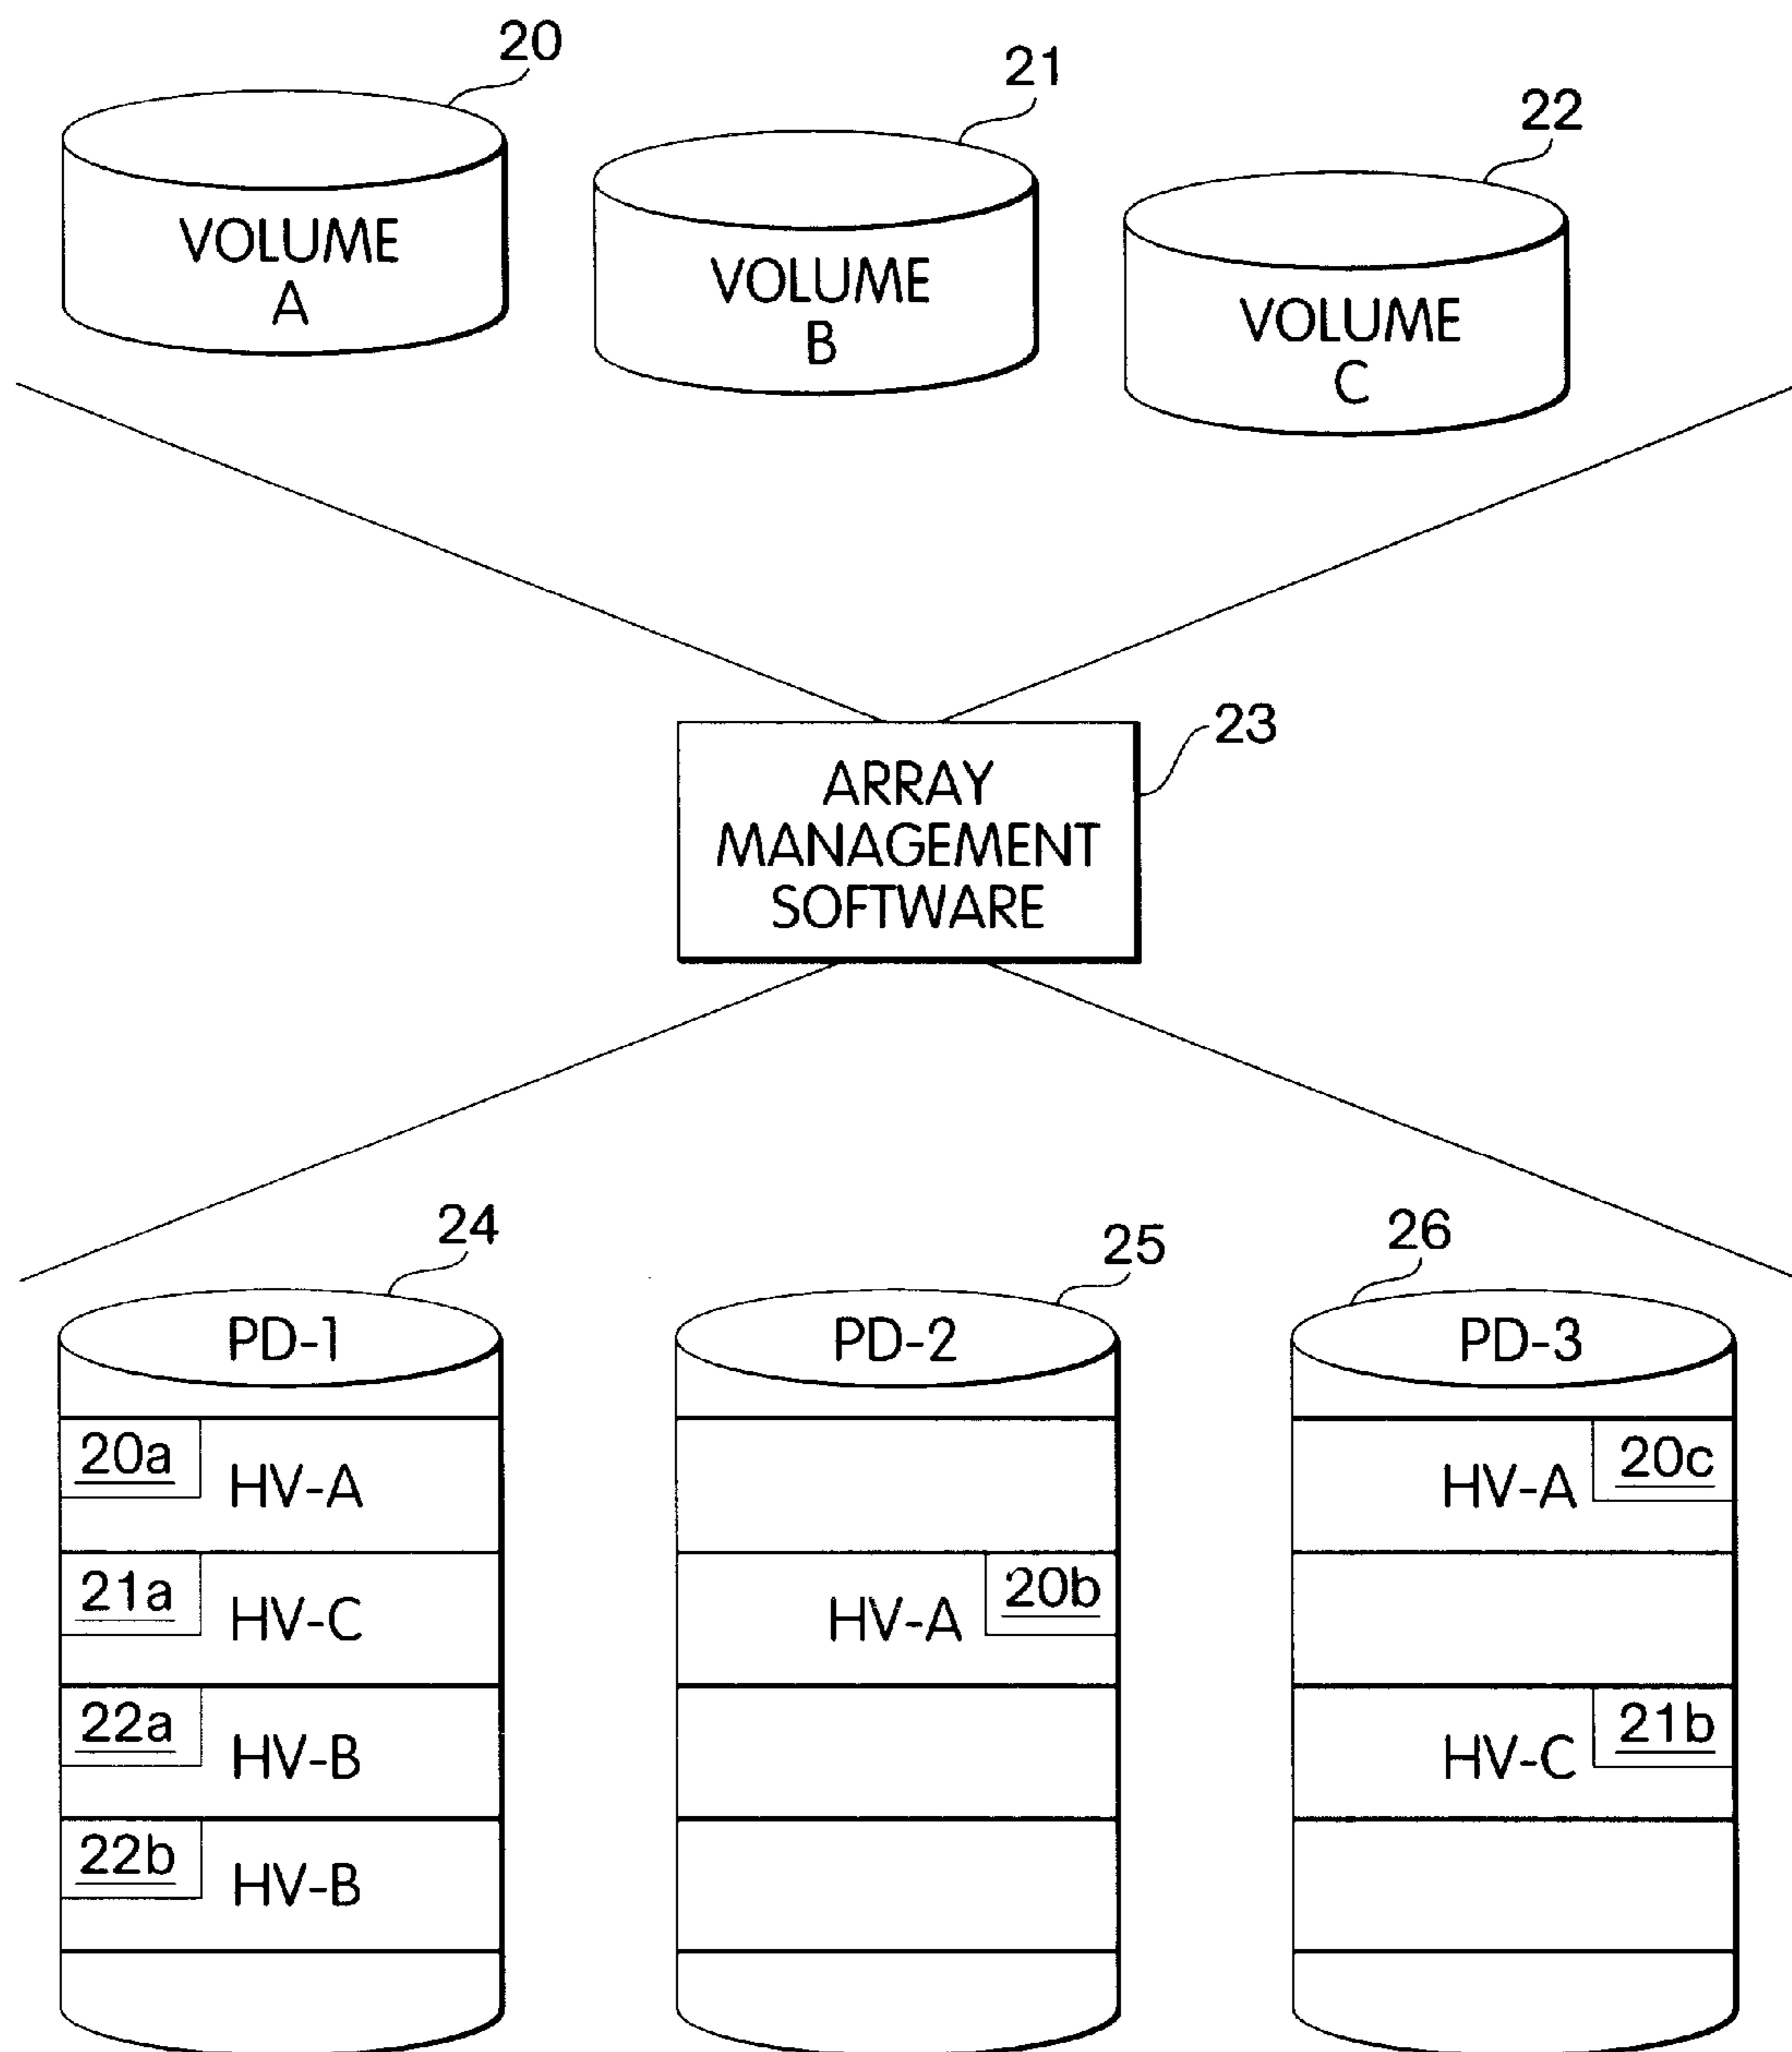 20
21
22
VOLUME
A
VOLUME
B
VOLUME
C
23
ARRAY
MANAGEMENT
SOFTWARE
24
25
26
PD-1
PD-2
PD-3
20a HV-A
HV-A 20c
21a HV-C
HV-A 20b
22a HV-B
HV-C 21b
22b HV-B